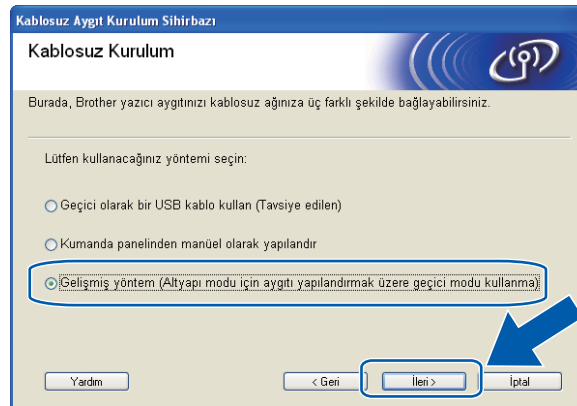 Kablosuz Aygıt Kurulum Sihirbazı
Kablosuz Kurulum
Burada, Brother yazıcı aygıtınızı kablosuz ağınıza üç farklı şekilde bağlayabilirsiniz.
Lütfen kullanacağınız yöntemi seçin:
Geçici olarak bir USB kablo kullan (Tavsiye edilen)
Kumanda panelinden manüel olarak yapılandır
Gelişmiş yöntem (Altyapı modu için aygıtı yapılandırmak üzere geçici modu kullanma)
Yardım < Geri İleri > İptal